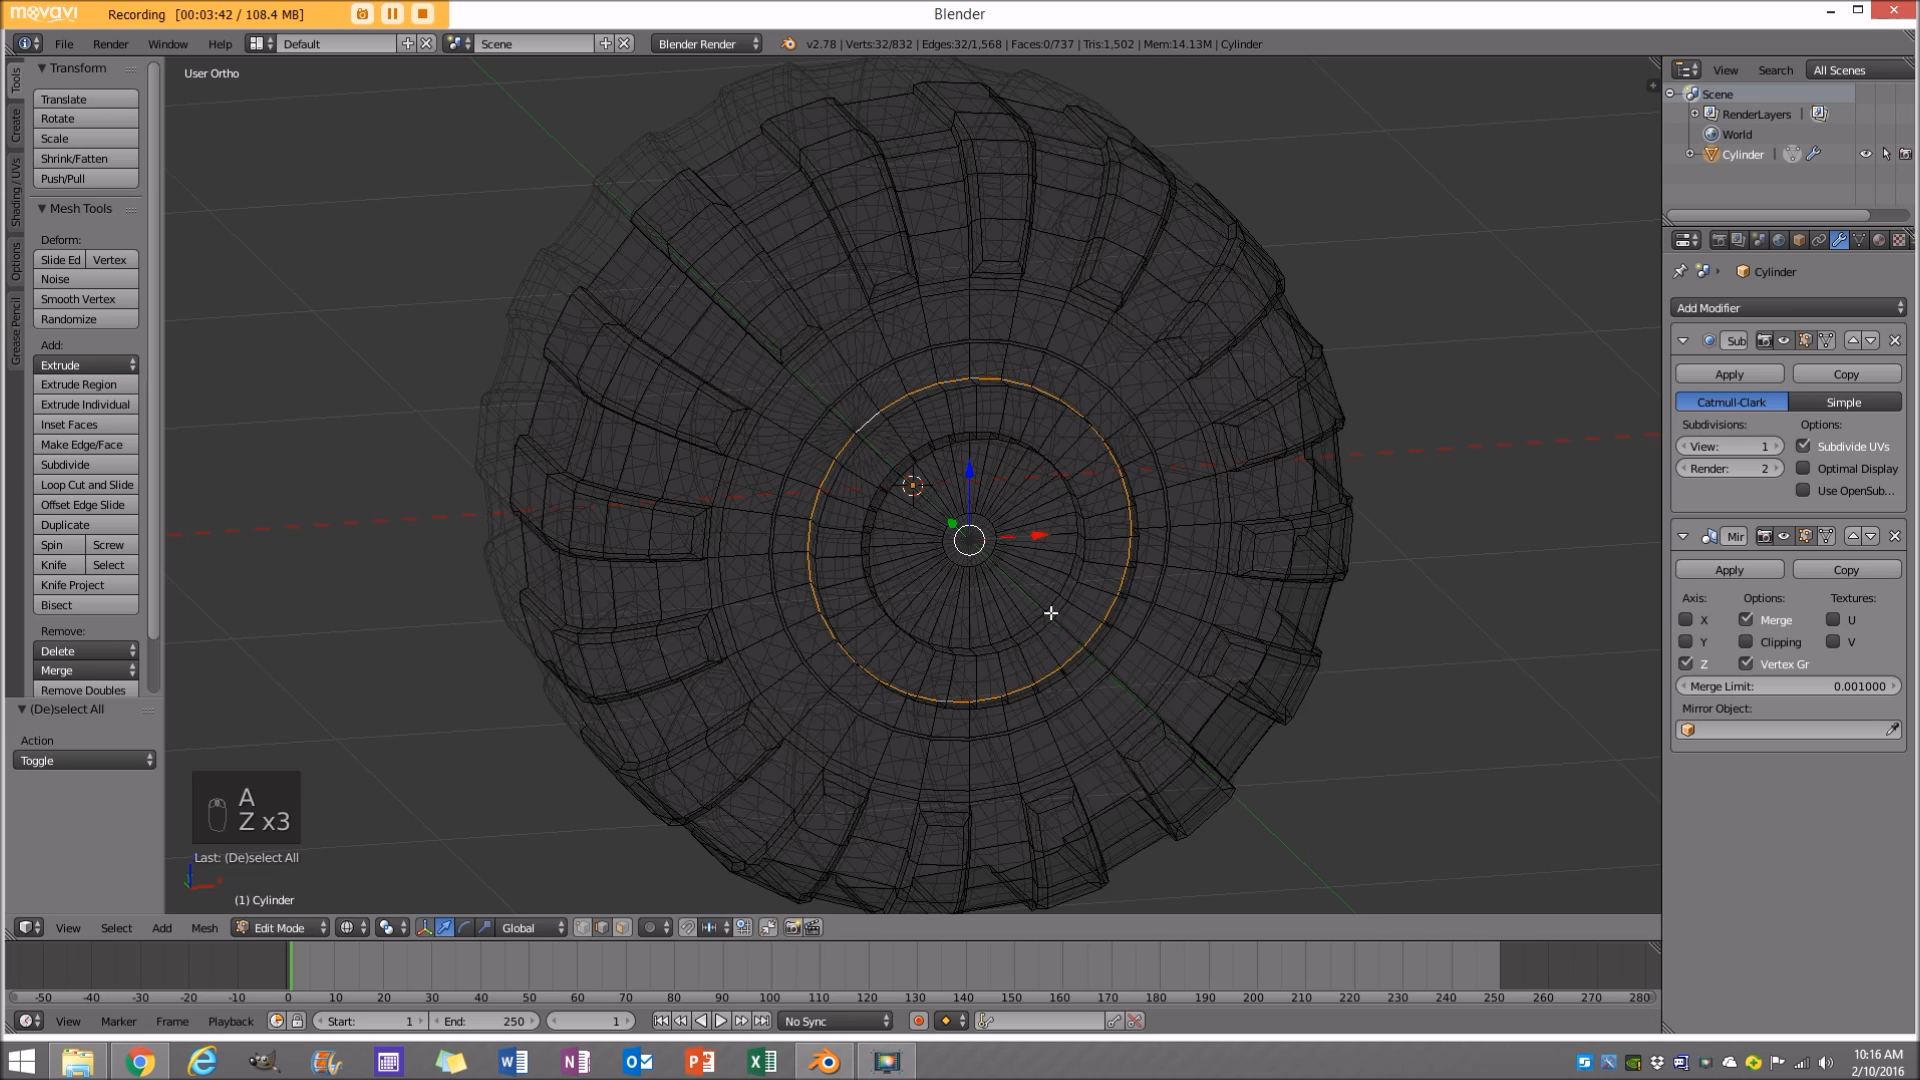 movavi
Recording [00:03:42 / 108.4 MB]
Blender
File Render Window Help Default Scene Blender Render v2.78 | Verts:32/832 | Edges:32/1,568 | Faces:0/737 | Tris:1,502 | Mem:14.13M | Cylinder
Tools
Create
Shading / UVs
Options
Grease Pencil
Transform
Translate
Rotate
Scale
Shrink/Fatten
Push/Pull
Mesh Tools
Deform:
Slide Ed Vertex
Noise
Smooth Vertex
Randomize
Add:
Extrude
Extrude Region
Extrude Individual
Inset Faces
Make Edge/Face
Subdivide
Loop Cut and Slide
Offset Edge Slide
Duplicate
Spin Screw
Knife Select
Knife Project
Bisect
Remove:
Delete
Merge
Remove Doubles
(De)select All
Action
Toggle
User Ortho
A
Z x3
Last: (De)select All
(1) Cylinder
View Search All Scenes
Scene
RenderLayers
World
Cylinder
Cylinder
Add Modifier
Sub
Apply Copy
Catmull-Clark Simple
Subdivisions: Options:
View: 1 Subdivide UVs
Render: 2 Optimal Display
Use OpenSub...
Mir
Apply Copy
Axis: Options: Textures:
X Merge U
Y Clipping V
Z Vertex Gr
Merge Limit: 0.001000
Mirror Object:
View Select Add Mesh Edit Mode Global
-50 -40 -30 -20 -10 0 10 20 30 40 50 60 70 80 90 100 110 120 130 140 150 160 170 180 190 200 210 220 230 240 250 260 270 280
View Marker Frame Playback Start: 1 End: 250 1 No Sync
10:16 AM
2/10/2016